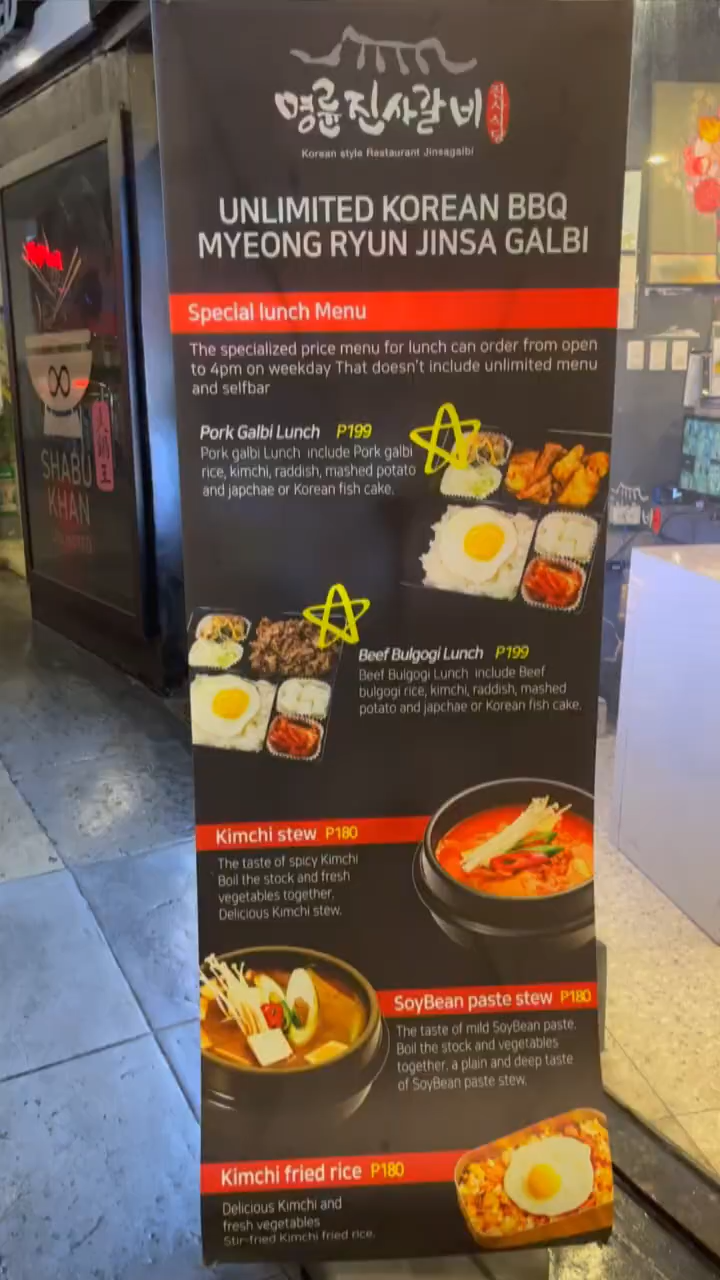 명륜진사갈비
Korean style Restaurant Jinsagalbi
UNLIMITED KOREAN BBQ
MYEONG RYUN JINSA GALBI
Special lunch Menu
The specialized price menu for lunch can order from open
to 4pm on weekday That doesn't include unlimited menu
and selfbar
Pork Galbi Lunch P199
Pork galbi Lunch include Pork galbi
rice, kimchi, raddish, mashed potato
and japchae or Korean fish cake.
Beef Bulgogi Lunch P199
Beef Bulgogi Lunch include Beef
bulgogi rice, kimchi, raddish, mashed
potato and japchae or Korean fish cake.
Kimchi stew P180
The taste of spicy Kimchi
Boil the stock and fresh
vegetables together,
Delicious Kimchi stew.
SoyBean paste stew P180
The taste of mild SoyBean paste.
Boil the stock and vegetables
together, a plain and deep taste
of SoyBean paste stew.
Kimchi fried rice P180
Delicious Kimchi and
fresh vegetables
Stir-fried Kimchi fried rice.
SHABU
KHAN
UNLIMITED